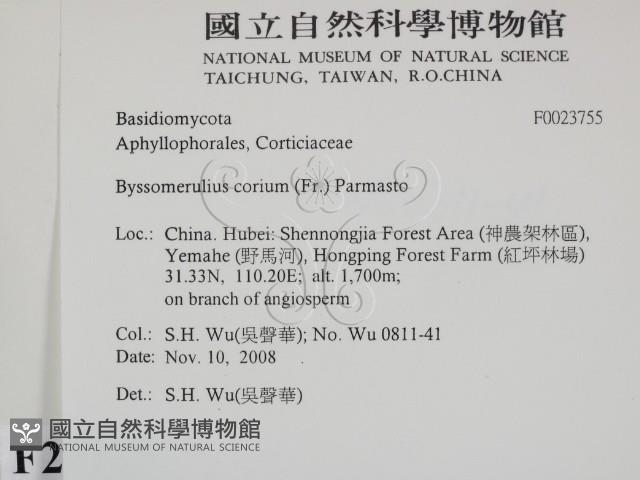 國立自然科學博物館
NATIONAL MUSEUM OF NATURAL SCIENCE
TAICHUNG, TAIWAN, R.O.CHINA
Basidiomycota F0023755
Aphyllophorales, Corticiaceae
Byssomerulius corium (Fr.) Parmasto
Loc.: China. Hubei: Shennongjia Forest Area (神農架林區),
Yemahe (野馬河), Hongping Forest Farm (紅坪林場)
31.33N, 110.20E; alt. 1,700m;
on branch of angiosperm
Col.: S.H. Wu(吳聲華); No. Wu 0811-41
Date: Nov. 10, 2008
Det.: S.H. Wu(吳聲華)
國立自然科學博物館
NATIONAL MUSEUM OF NATURAL SCIENCE
F2